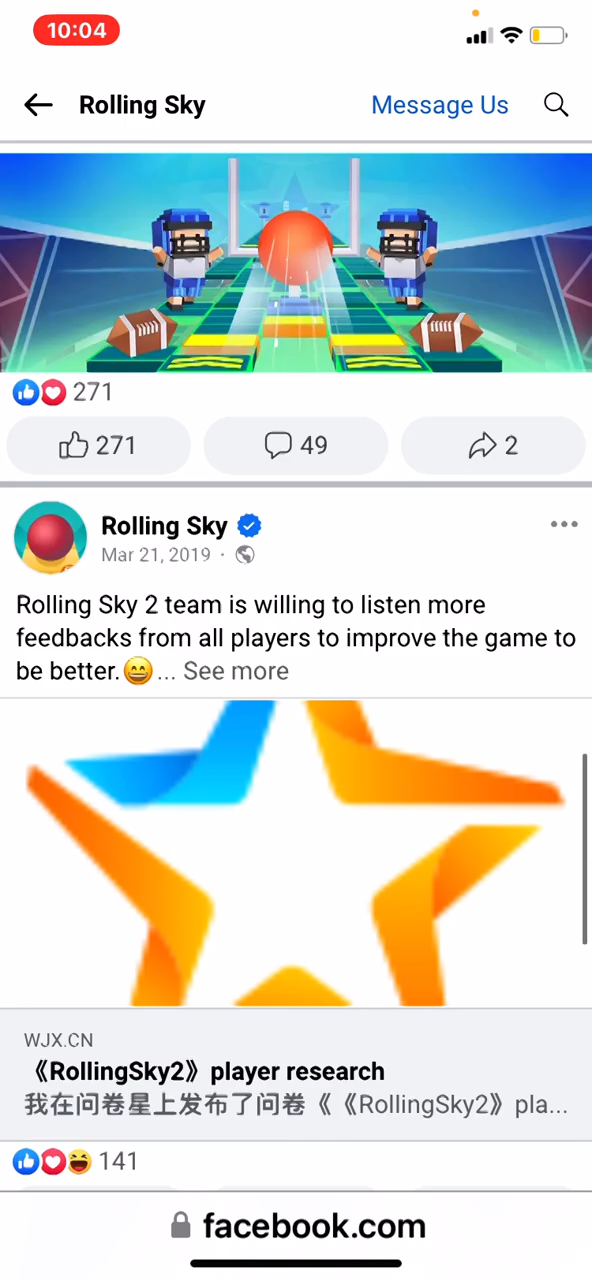 10:04
Rolling Sky
Message Us
271
271
49
2
Rolling Sky
Mar 21, 2019 ·
Rolling Sky 2 team is willing to listen more
feedbacks from all players to improve the game to
be better.😄... See more
WJX.CN
《RollingSky2》player research
我在问卷星上发布了问卷《《RollingSky2》pla...
141
facebook.com